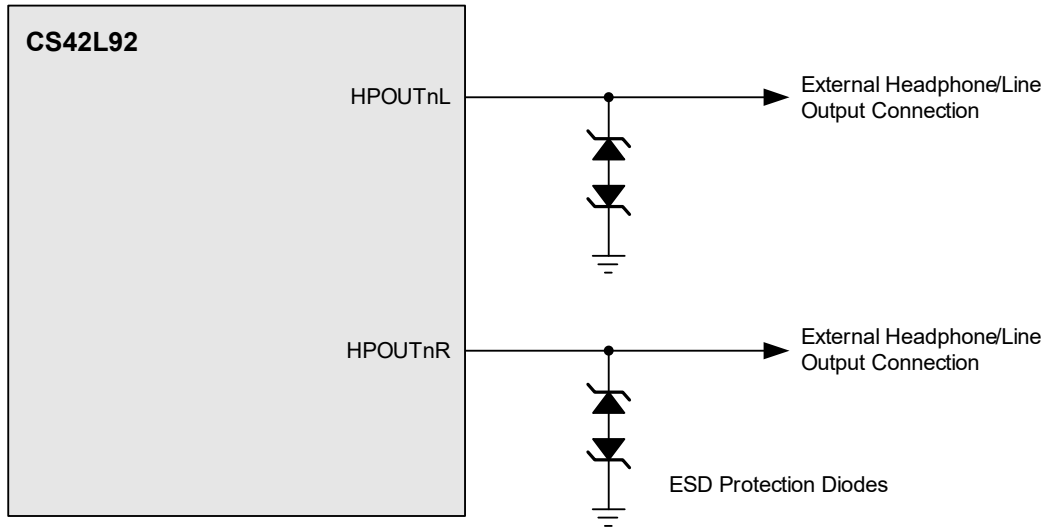 CS42L92
HPOUTnL
External Headphone/Line
Output Connection
HPOUTnR
External Headphone/Line
Output Connection
ESD Protection Diodes